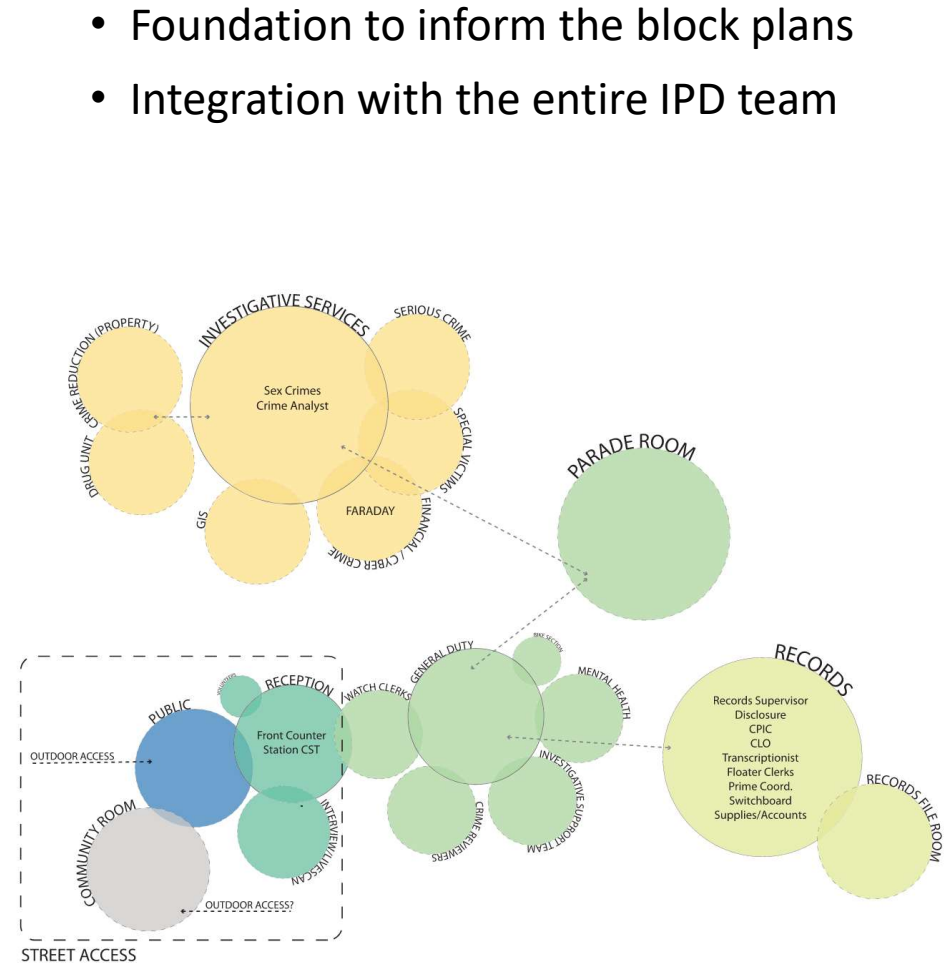 • Foundation to inform the block plans
• Integration with the entire IPD team
INVESTIGATIVE SERVICES
SERIOUS CRIME
CRIME REDUCTION (PROPERTY)
Sex Crimes
Crime Analyst
SPECIAL VICTIMS
DRUG UNIT
PARADE ROOM
GIS
FARADAY
FINANCIAL / CYBER CRIME
BIKE SECTION
GENERAL DUTY
RECORDS
MENTAL HEALTH
RECEPTION
WATCH CLERKS
VOLUNTEERS
PUBLIC
Records Supervisor
Disclosure
CPIC
CLO
Transcriptionist
Floater Clerks
Prime Coord.
Switchboard
Supplies/Accounts
Front Counter
Station CST
OUTDOOR ACCESS
INVESTIGATIVE SUPPRORT TEAM
RECORDS FILE ROOM
INTERVIEW/LIVESCAN
CRIME REVIEWERS
COMMUNITY ROOM
OUTDOOR ACCESS?
STREET ACCESS